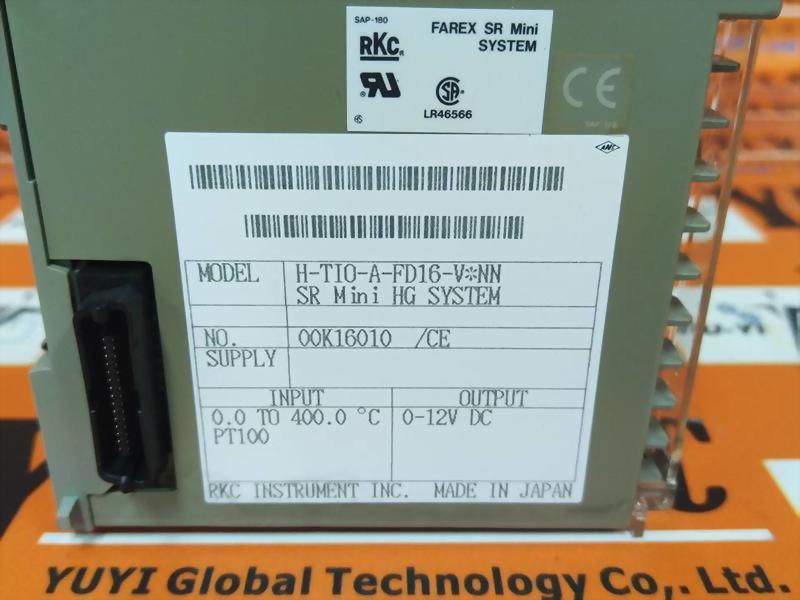 SAP-180
RKC®
FAREX SR Mini
SYSTEM
LR46566
CE
MODEL H-TIO-A-FD16-V*NN
SR Mini HG SYSTEM
NO. 00K16010 /CE
SUPPLY
INPUT OUTPUT
0.0 TO 400.0 °C 0-12V DC
PT100
RKC INSTRUMENT INC. MADE IN JAPAN
YUYI Global Technology Co,. Ltd.